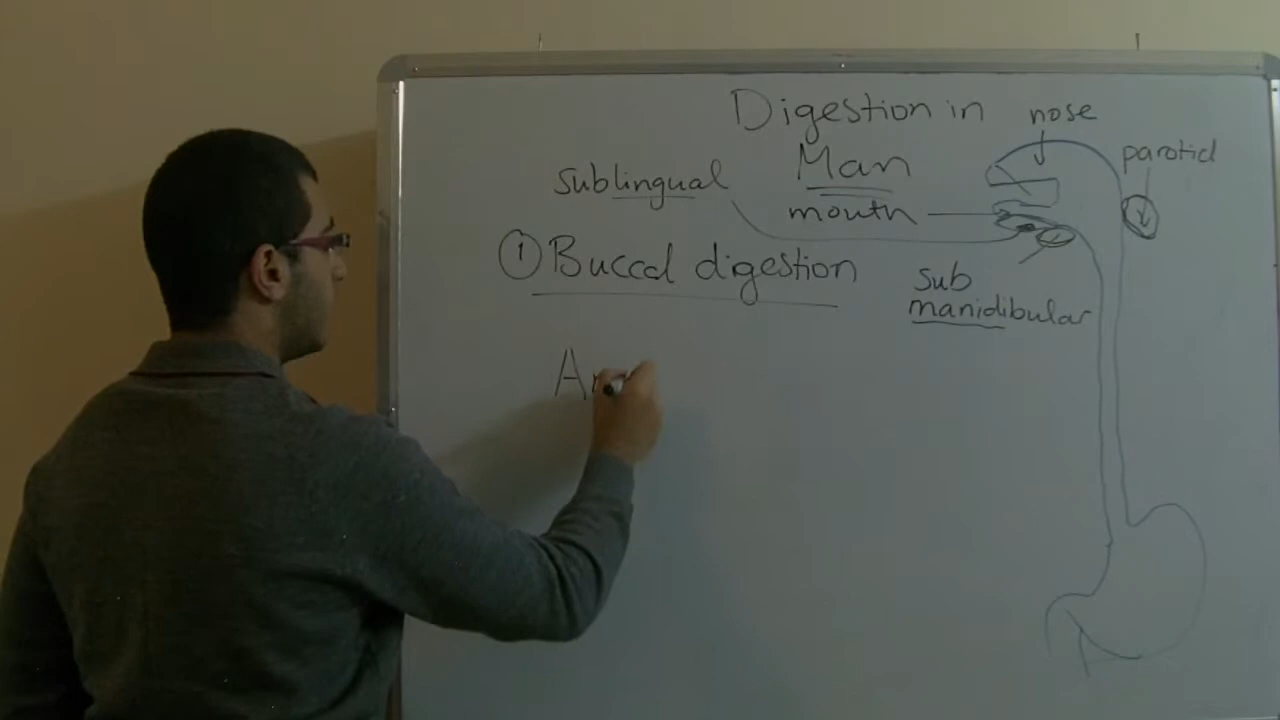 Digestion in
Man
nose
parotid
sublingual
mouth
① Buccal digestion
sub
manidibular